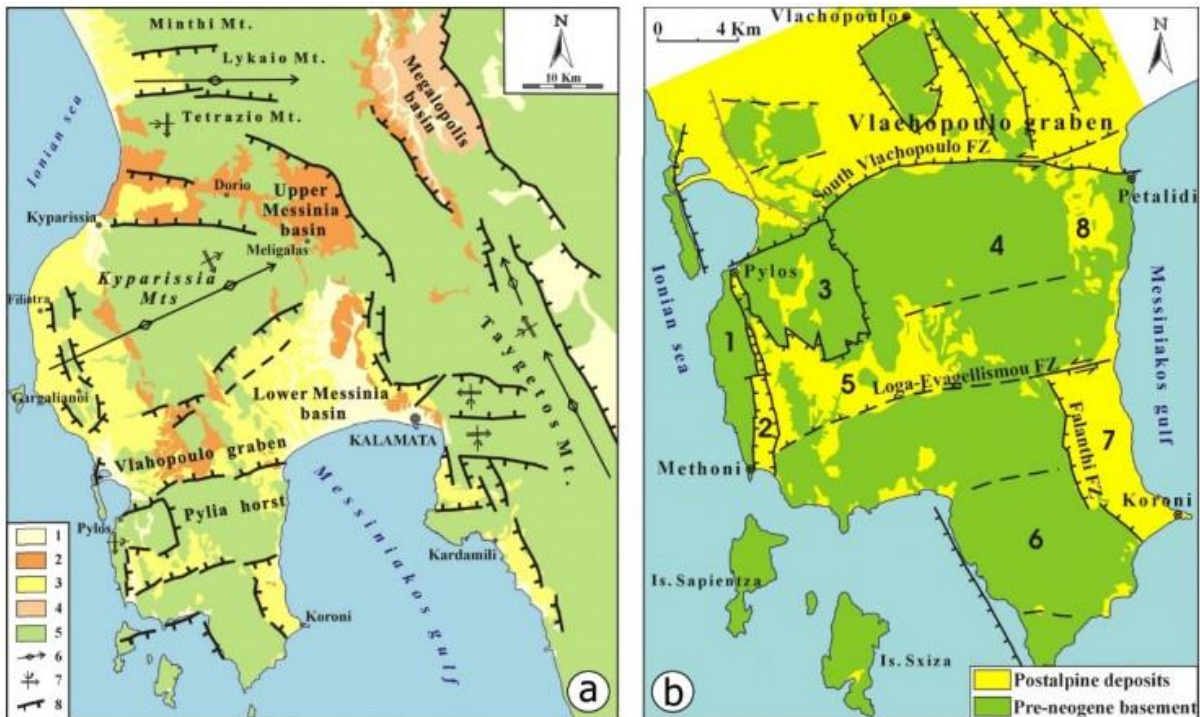 Minthi Mt.
Lykaio Mt.
Tetrazio Mt.
Ionian sea
Megalopolis
basin
N
10 Km
Dorio
Upper
Messinia
basin
Kyparissia
Meligalas
Kyparissia
Mts
Filiatra
Taygetos Mt.
Gargalianoi
Lower Messinia
basin
KALAMATA
Vlahopoulo graben
Messiniakos gulf
Pylia horst
Pylos
Kardamili
Koroni
1
2
3
4
5
6
7
8
a
Vlachopoulo
0 4 Km
N
Vlachopoulo graben
South Vlachopoulo FZ
Petalidi
Ionian sea
Pylos
4
8
3
1
Messiniakos gulf
5
Loga-Evagellismou FZ
2
Falanthi FZ
7
Methoni
Koroni
6
Is. Sapientza
Is. Sxiza
b
Postalpine deposits
Pre-neogene basement